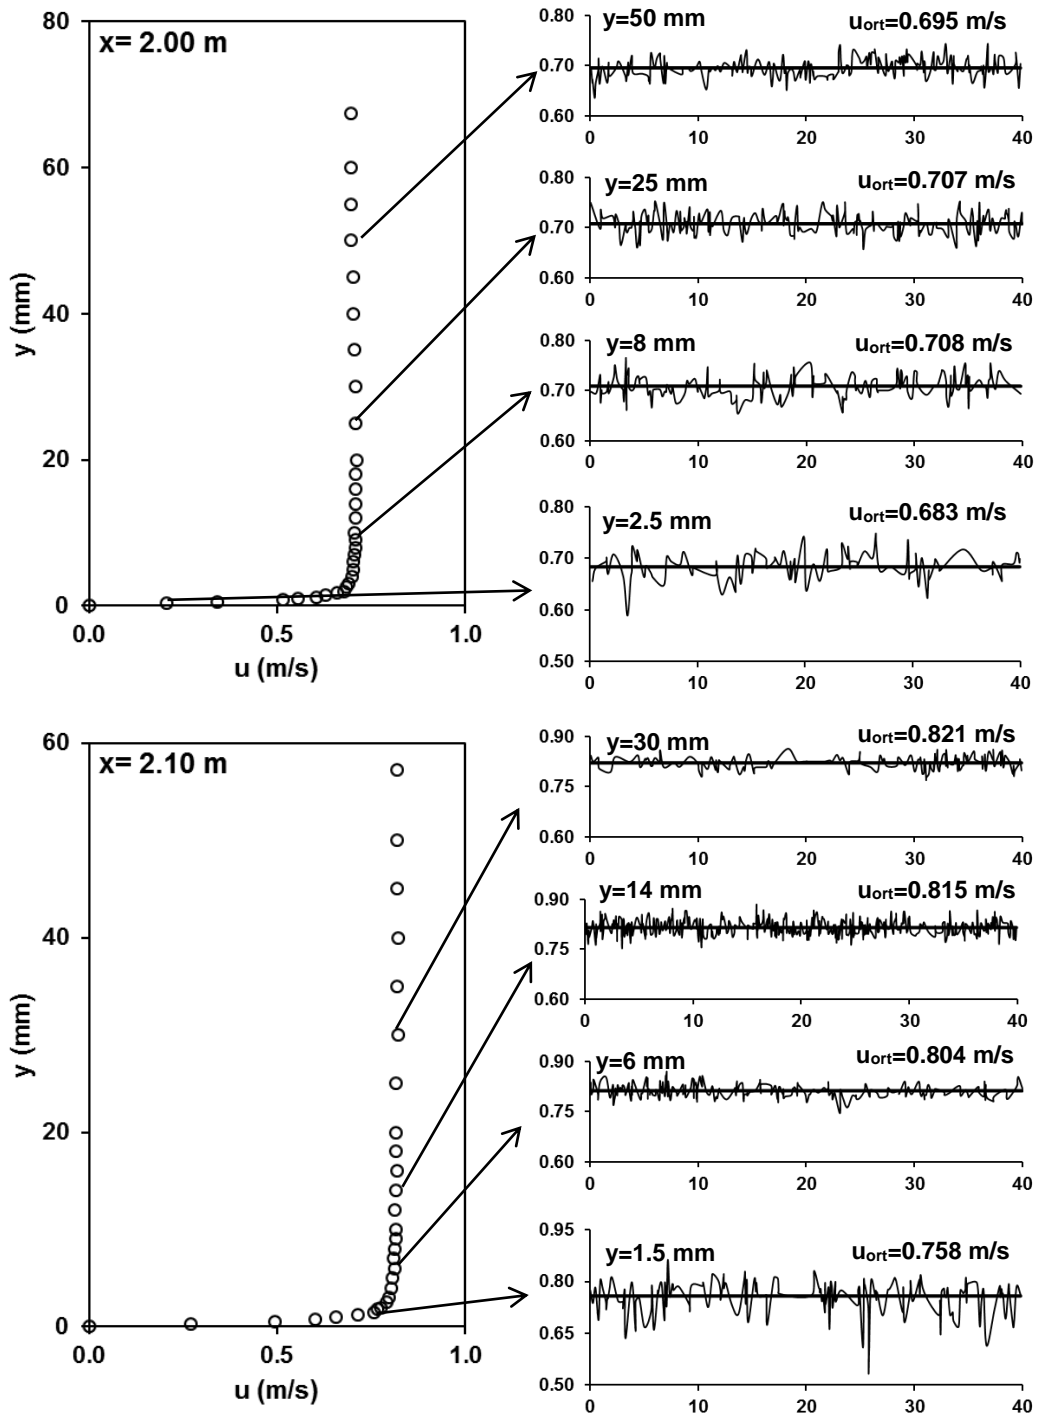 x= 2.00 m
80
60
40
20
0
y (mm)
0.0 0.5 1.0
u (m/s)
y=50 mm uort=0.695 m/s
0.80
0.70
0.60
0 10 20 30 40
y=25 mm uort=0.707 m/s
0.80
0.70
0.60
0 10 20 30 40
y=8 mm uort=0.708 m/s
0.80
0.70
0.60
0 10 20 30 40
y=2.5 mm uort=0.683 m/s
0.80
0.70
0.60
0.50
0 10 20 30 40
x= 2.10 m
60
40
20
0
y (mm)
0.0 0.5 1.0
u (m/s)
y=30 mm uort=0.821 m/s
0.90
0.75
0.60
0 10 20 30 40
y=14 mm uort=0.815 m/s
0.90
0.75
0.60
0 10 20 30 40
y=6 mm uort=0.804 m/s
0.90
0.75
0.60
0 10 20 30 40
y=1.5 mm uort=0.758 m/s
0.95
0.80
0.65
0.50
0 10 20 30 40